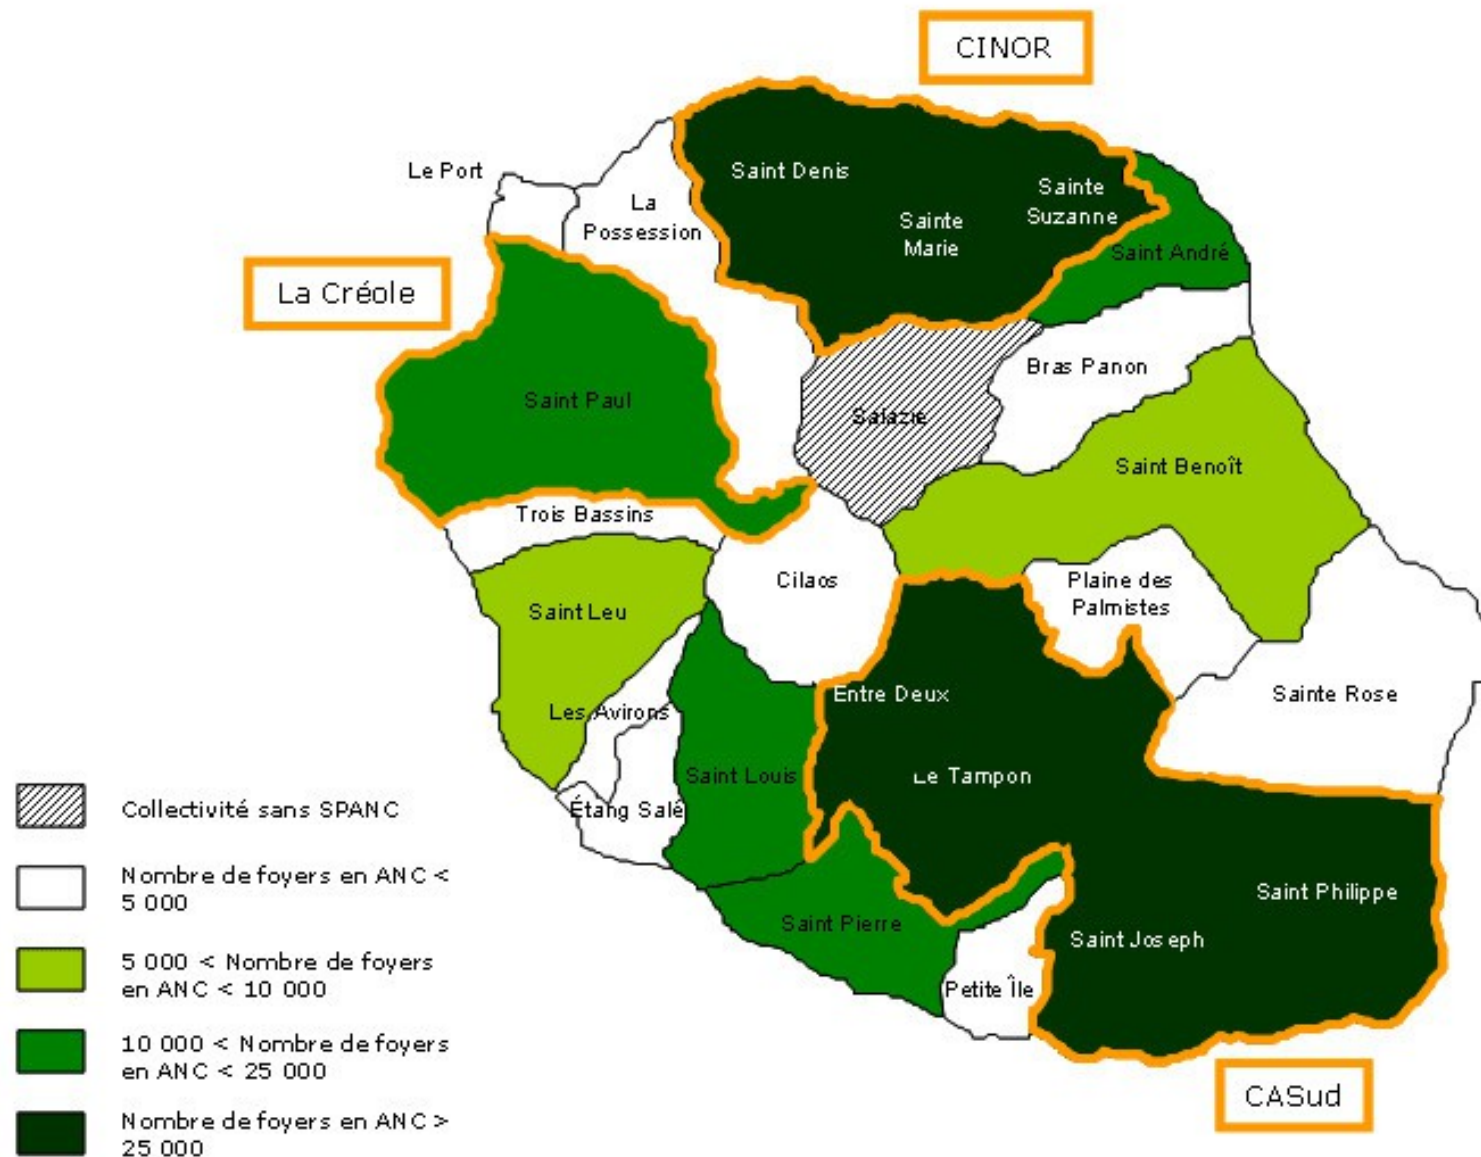 CINOR
Le Port
Saint Denis
Sainte
Suzanne
La
Possession
Sainte
Marie
Saint André
La Créole
Bras Panon
Saint Paul
Salazie
Saint Benoît
Trois Bassins
Cilaos
Plaine des
Palmistes
Saint Leu
Entre Deux
Sainte Rose
Les Avirons
Saint Louis
Le Tampon
Étang Salé
Saint Philippe
Saint Pierre
Saint Joseph
Petite Île
CASud
Collectivité sans SPANC
Nombre de foyers en ANC <
5 000
5 000 < Nombre de foyers
en ANC < 10 000
10 000 < Nombre de foyers
en ANC < 25 000
Nombre de foyers en ANC >
25 000